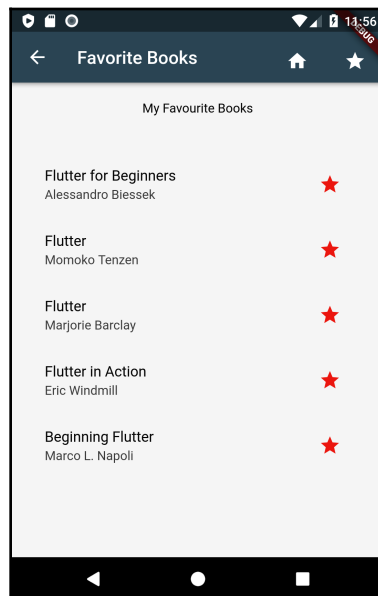 11:56
DEBUG
Favorite Books
My Favourite Books
Flutter for Beginners
Alessandro Biessek
Flutter
Momoko Tenzen
Flutter
Marjorie Barclay
Flutter in Action
Eric Windmill
Beginning Flutter
Marco L. Napoli